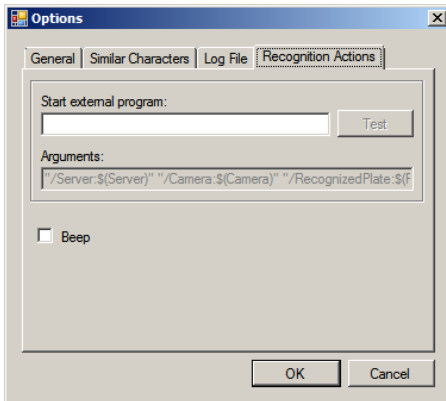 Options
General Similar Characters Log File Recognition Actions
Start external program:
Test
Arguments:
"/Server:$(Server)" "/Camera:$(Camera)" "/RecognizedPlate:$(F
Beep
OK Cancel